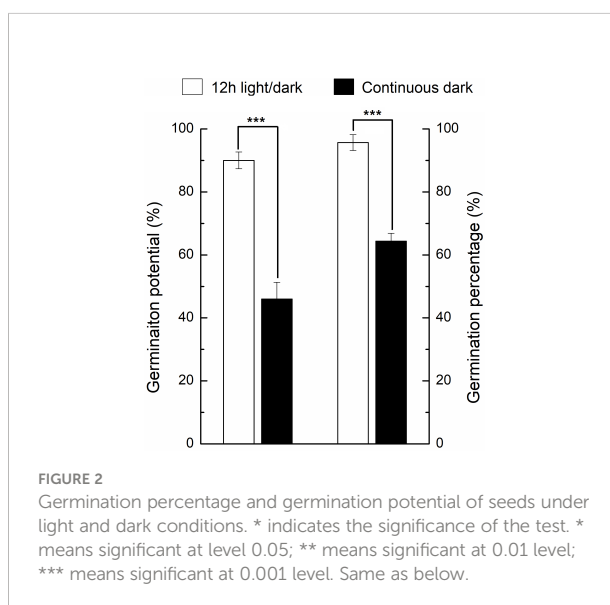 12h light/dark Continuous dark
*** ***
100 100
80 80
60 60
40 40
20 20
0 0
Germinaiton potential (%)
Germination percentage (%)
FIGURE 2
Germination percentage and germination potential of seeds under
light and dark conditions. * indicates the significance of the test. *
means significant at level 0.05; ** means significant at 0.01 level;
*** means significant at 0.001 level. Same as below.